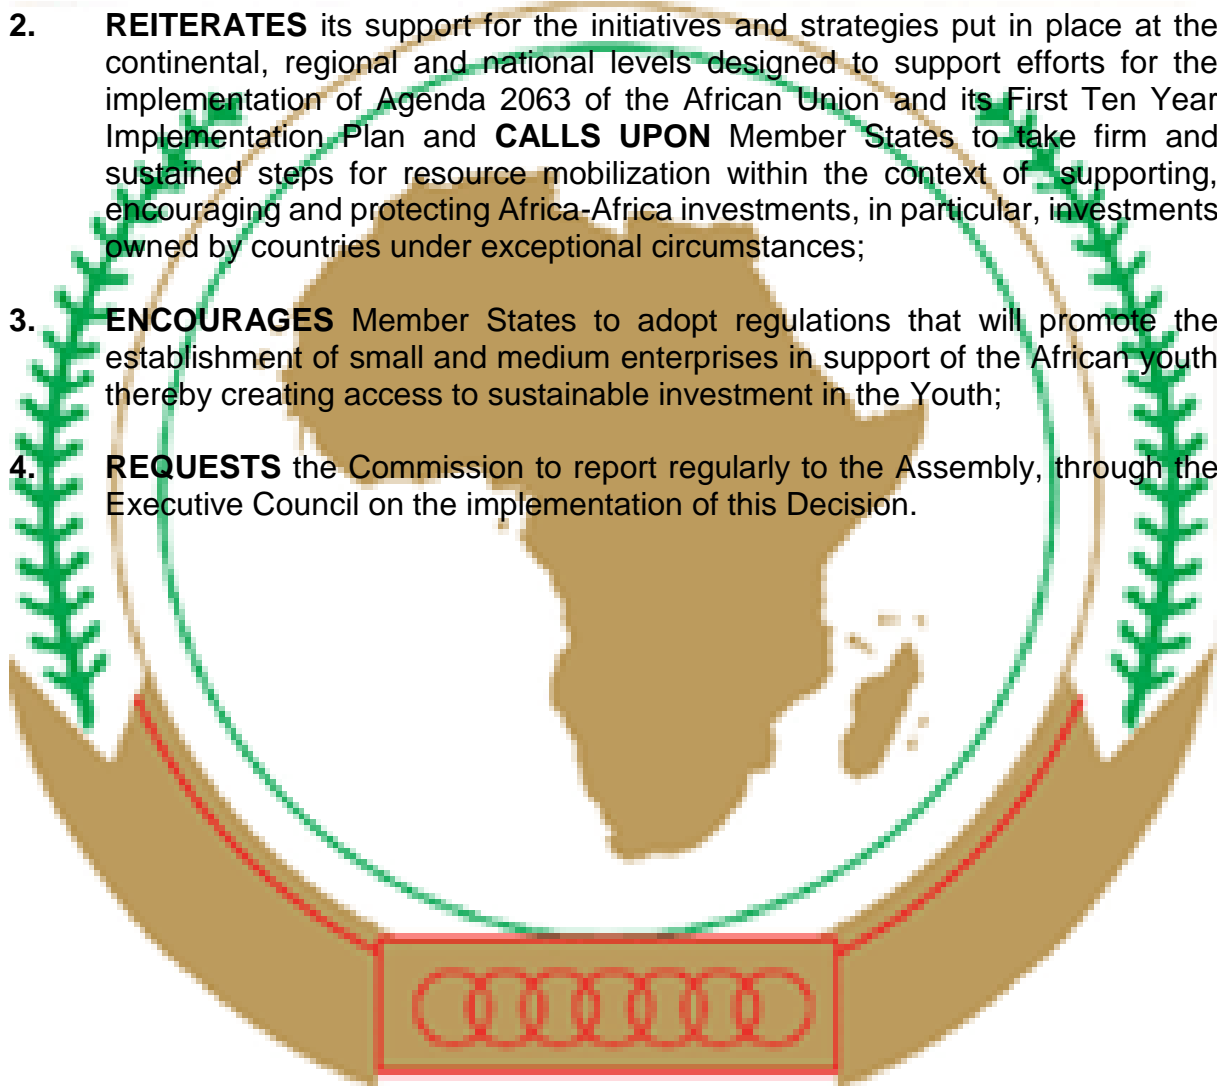 2. REITERATES its support for the initiatives and strategies put in place at the
continental, regional and national levels designed to support efforts for the
implementation of Agenda 2063 of the African Union and its First Ten Year
Implementation Plan and CALLS UPON Member States to take firm and
sustained steps for resource mobilization within the context of supporting,
encouraging and protecting Africa-Africa investments, in particular, investments
owned by countries under exceptional circumstances;
3. ENCOURAGES Member States to adopt regulations that will promote the
establishment of small and medium enterprises in support of the African youth
thereby creating access to sustainable investment in the Youth;
4. REQUESTS the Commission to report regularly to the Assembly, through the
Executive Council on the implementation of this Decision.